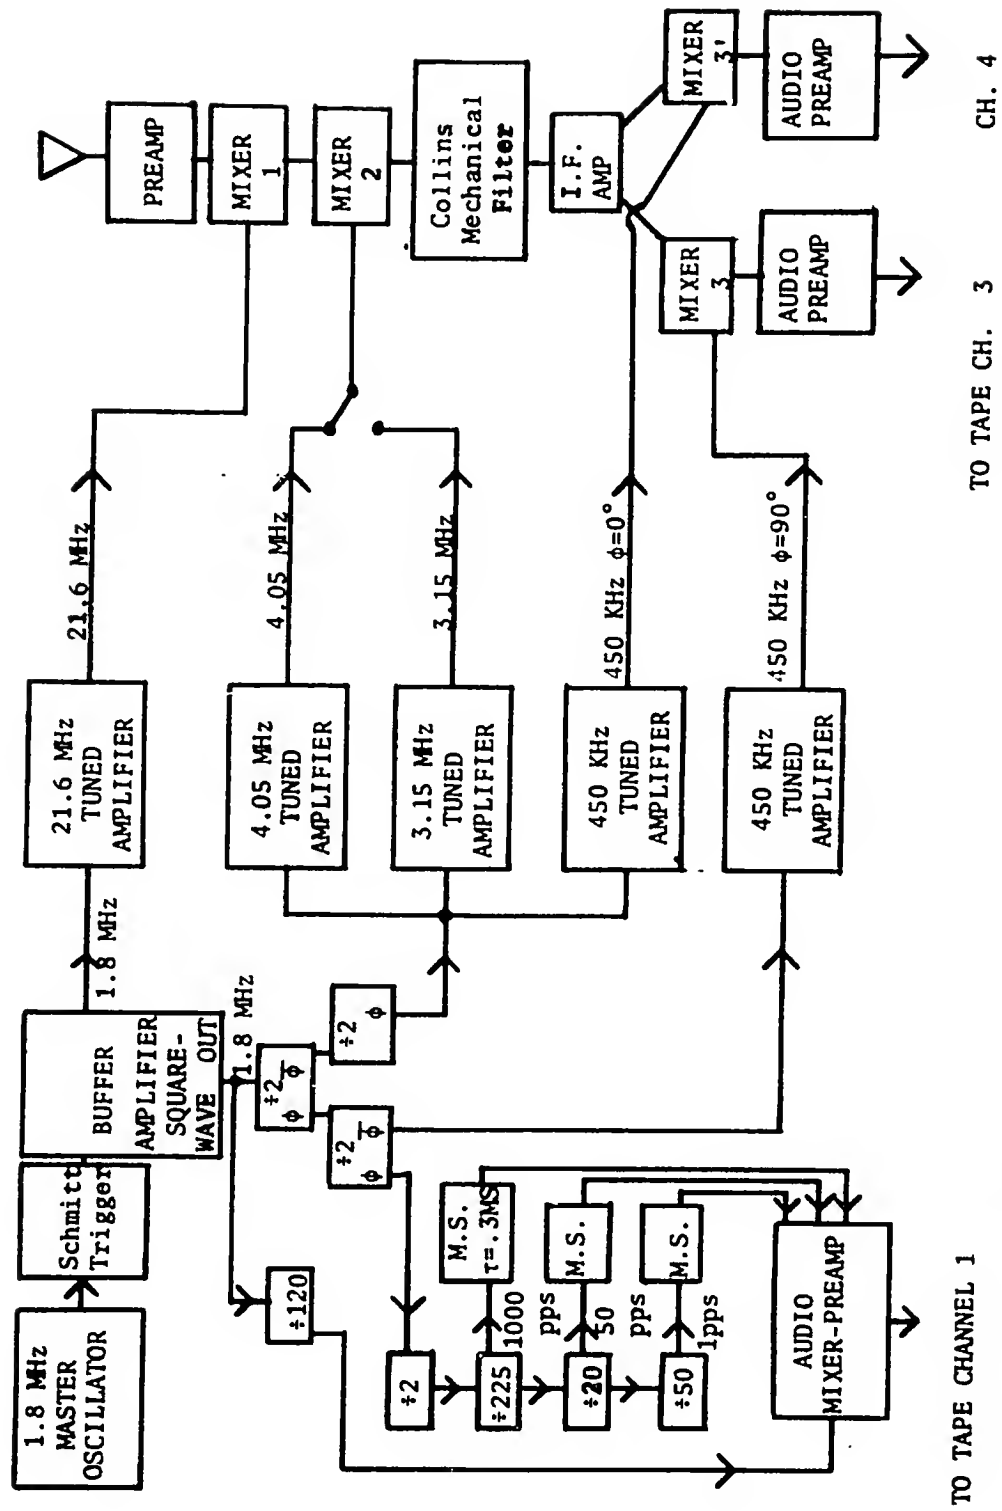 1.8 MHz
MASTER
OSCILLATOR
Schmitt
Trigger
BUFFER
AMPLIFIER
SQUARE-
WAVE OUT
1.8 MHz
21.6 MHz
TUNED
AMPLIFIER
21.6 MHz
PREAMP
MIXER
1
MIXER
2
Collins
Mechanical
Filter
I.F.
AMP
MIXER
3'
AUDIO
PREAMP
CH. 4
MIXER
3
AUDIO
PREAMP
TO TAPE CH. 3
1.8 MHz
÷2
φ φ̅
÷2
φ
÷2
φ φ̅
4.05 MHz
TUNED
AMPLIFIER
4.05 MHz
3.15 MHz
TUNED
AMPLIFIER
3.15 MHz
450 KHz
TUNED
AMPLIFIER
450 KHz φ=0°
450 KHz
TUNED
AMPLIFIER
450 KHz φ=90°
÷120
÷2
÷225
1000
pps
M.S.
τ=.3MS
÷20
50
pps
M.S.
÷50
1pps
M.S.
AUDIO
MIXER-PREAMP
TO TAPE CHANNEL 1